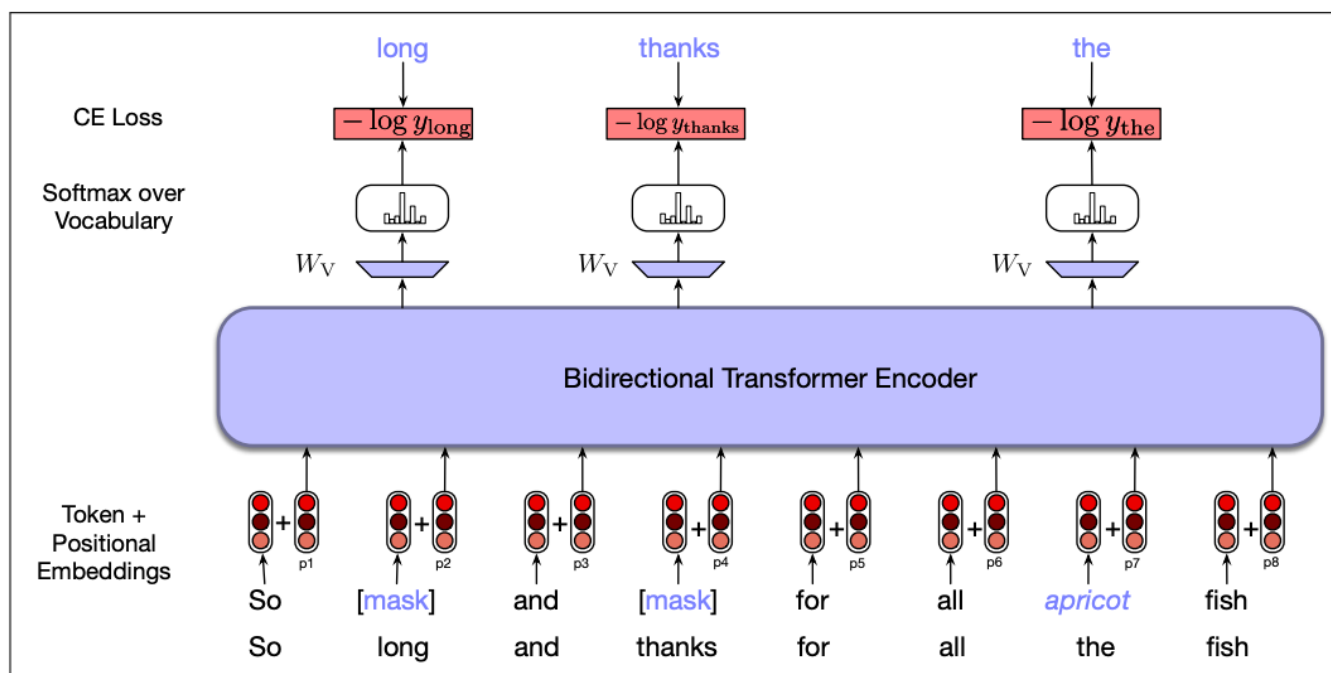 long thanks the
CE Loss − log y_long − log y_thanks − log y_the
Softmax over
Vocabulary
W_V W_V W_V
Bidirectional Transformer Encoder
Token +
Positional
Embeddings
+ + + + + + + +
p1 p2 p3 p4 p5 p6 p7 p8
So [mask] and [mask] for all apricot fish
So long and thanks for all the fish